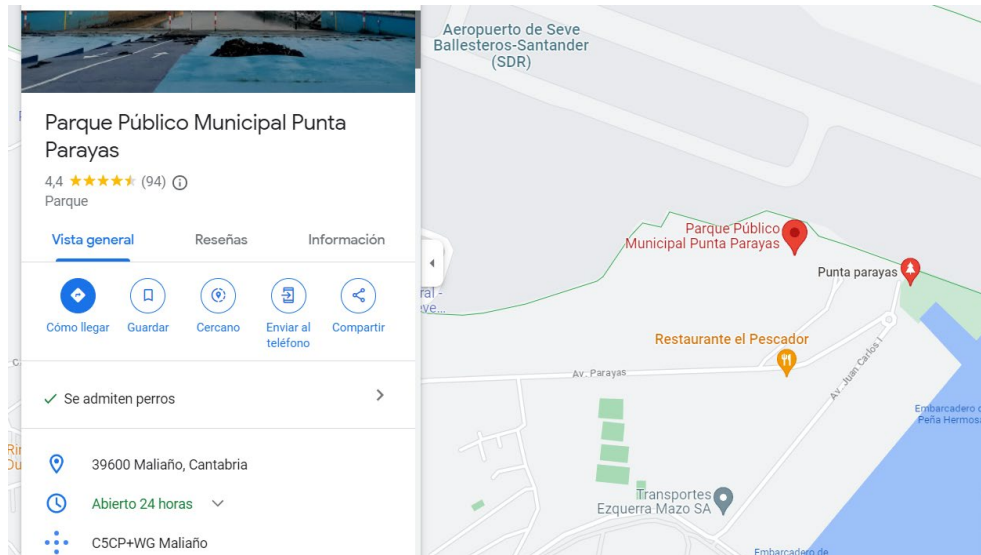 Parque Público Municipal Punta
Parayas
4,4 (94)
Parque
Vista general
Reseñas
Información
Cómo llegar
Guardar
Cercano
Enviar al
teléfono
Compartir
Se admiten perros
39600 Maliaño, Cantabria
Abierto 24 horas
C5CP+WG Maliaño
Aeropuerto de Seve
Ballesteros-Santander
(SDR)
Parque Público
Municipal Punta Parayas
Punta parayas
Restaurante el Pescador
Av. Parayas
Av. Juan Carlos I
Embarcadero d
Peña Hermosa
Transportes
Ezquerra Mazo SA
Embarcadero de